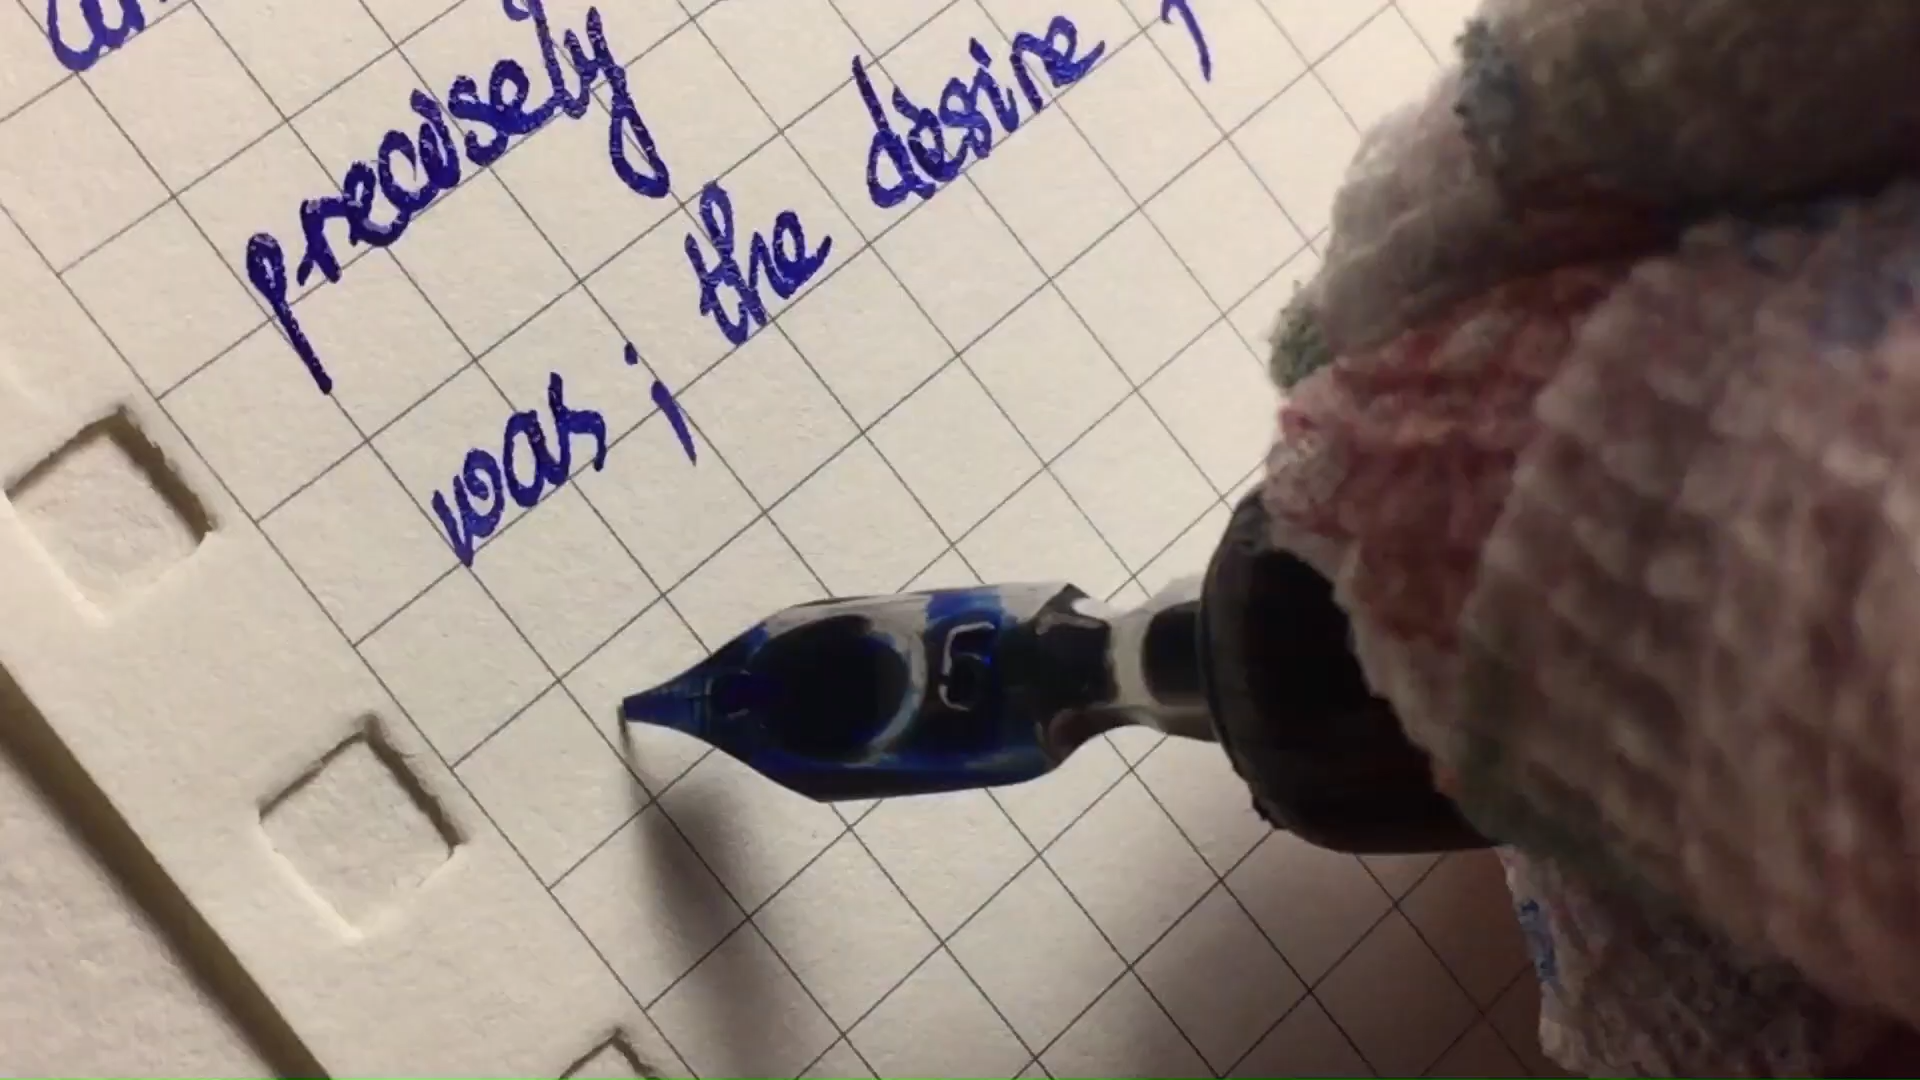 precisely
was i the desire
G